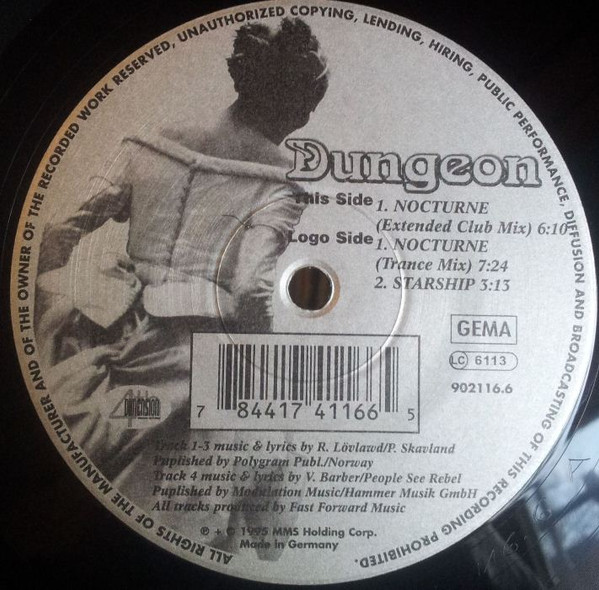 ALL RIGHTS OF THE MANUFACTURER AND OF THE OWNER OF THE RECORDED WORK RESERVED, UNAUTHORIZED COPYING, LENDING, HIRING, PUBLIC PERFORMANCE, DIFFUSION AND BROADCASTING OF THIS RECORDING PROHIBITED.
Dungeon
This Side 1. NOCTURNE
(Extended Club Mix) 6:10
Logo Side 1. NOCTURNE
(Trance Mix) 7:24
2. STARSHIP 3:13
GEMA
LC 6113
902116.6
7 84417 41166 5
dimension
Track 1-3 music & lyrics by R. Lövlawd/P. Skavland
Puplished by Polygram Publ./Norway
Track 4 music & lyrics by V. Barber/People See Rebel
Puplished by Modulation Music/Hammer Musik GmbH
All tracks produced by Fast Forward Music
℗ + © 1995 MMS Holding Corp.
Made in Germany